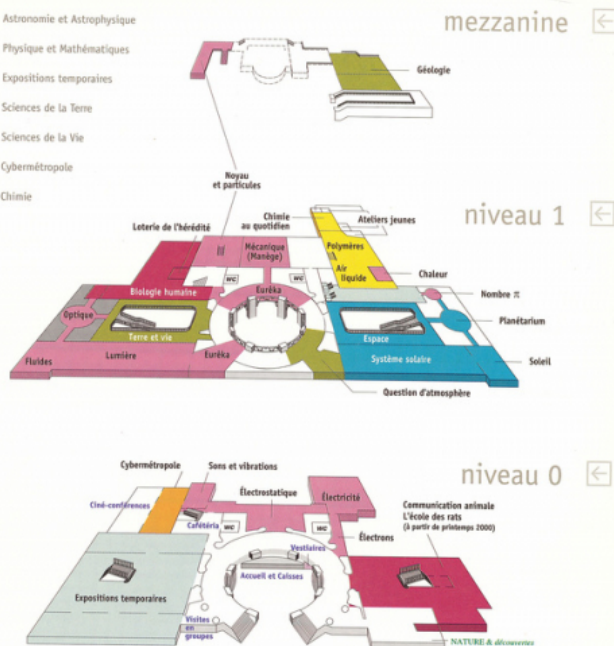 Astronomie et Astrophysique
Physique et Mathématiques
Expositions temporaires
Sciences de la Terre
Sciences de la Vie
Cybermétropole
Chimie
mezzanine
Géologie
Noyau
et particules
niveau 1
Loterie de l'hérédité
Chimie
au quotidien
Ateliers jeunes
Mécanique
(Manège)
Polymères
Air
liquide
Chaleur
WC
WC
Eurêka
Biologie humaine
Nombre π
Optique
Planétarium
Terre et vie
Espace
Fluides
Lumière
Eurêka
Système solaire
Soleil
Question d'atmosphère
niveau 0
Cybermétropole
Sons et vibrations
Électrostatique
Électricité
Ciné-conférences
Cafétéria
WC
WC
Communication animale
L'école des rats
(à partir de printemps 2000)
Électrons
Vestiaires
Accueil et Caisses
Expositions temporaires
Visites
en
groupes
NATURE & découvertes